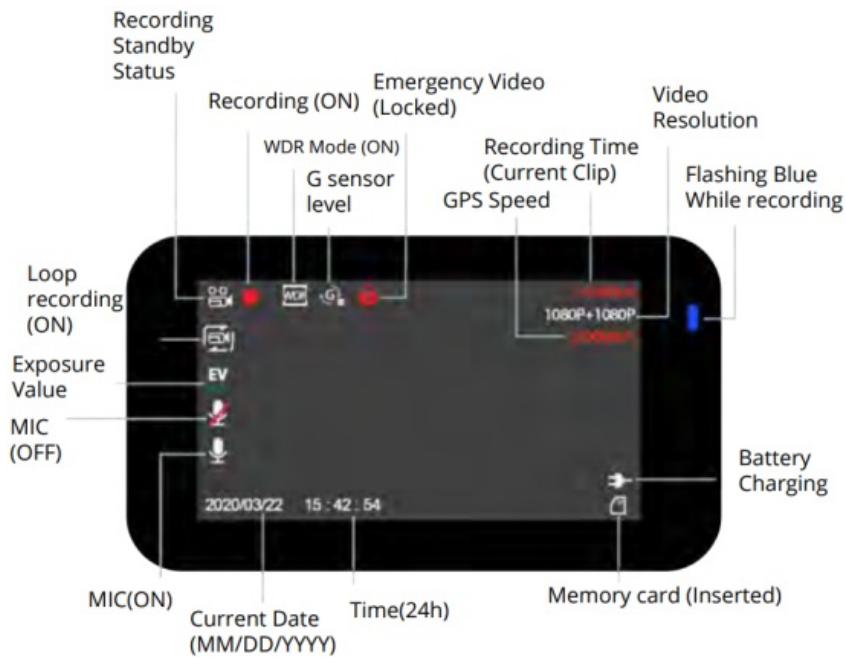 Recording
Standby
Status
Recording (ON)
Emergency Video
(Locked)
Video
Resolution
WDR Mode (ON)
Recording Time
(Current Clip)
G sensor
level
GPS Speed
Flashing Blue
While recording
Loop
recording
(ON)
WDR
G
1080P+1080P
Exposure
Value
EV
MIC
(OFF)
Battery
Charging
2020/03/22 15 : 42 : 54
MIC(ON)
Current Date
(MM/DD/YYYY)
Time(24h)
Memory card (Inserted)